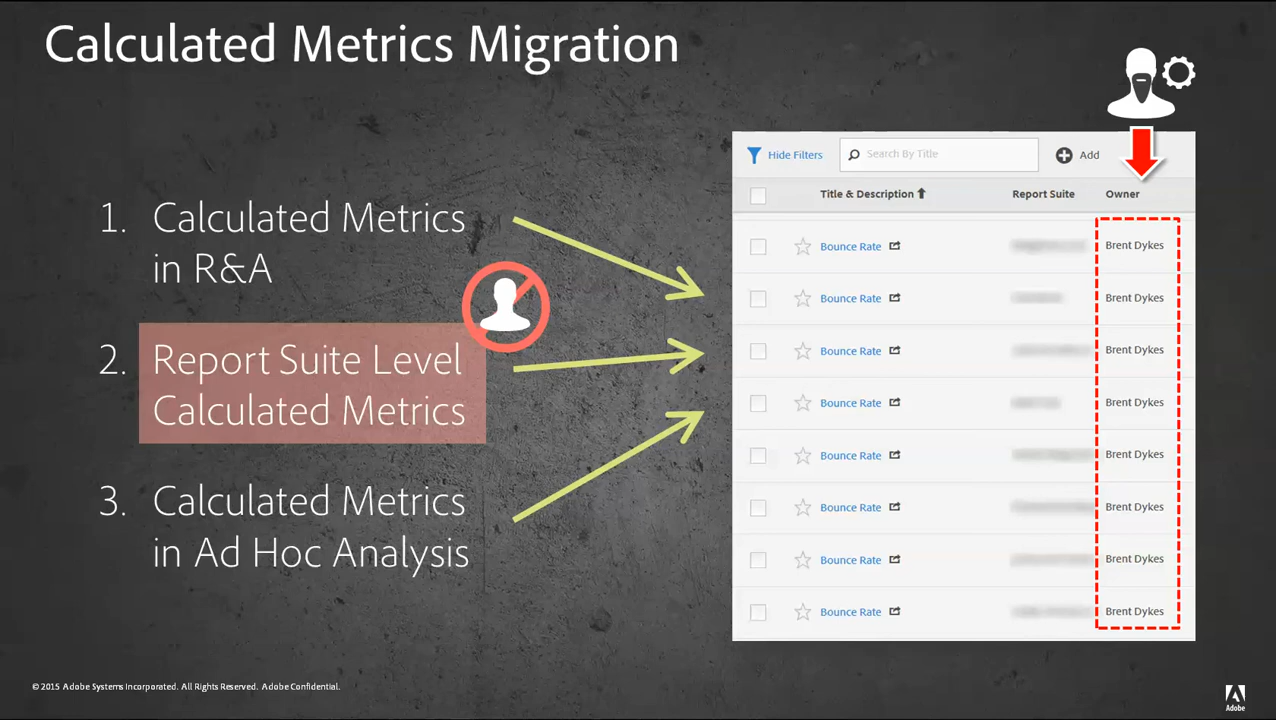 Calculated Metrics Migration
1. Calculated Metrics
in R&A
2. Report Suite Level
Calculated Metrics
3. Calculated Metrics
in Ad Hoc Analysis
Hide Filters Search By Title Add
Title & Description Report Suite Owner
Bounce Rate Brent Dykes
Bounce Rate Brent Dykes
Bounce Rate Brent Dykes
Bounce Rate Brent Dykes
Bounce Rate Brent Dykes
Bounce Rate Brent Dykes
Bounce Rate Brent Dykes
Bounce Rate Brent Dykes
© 2015 Adobe Systems Incorporated. All Rights Reserved. Adobe Confidential.
Adobe